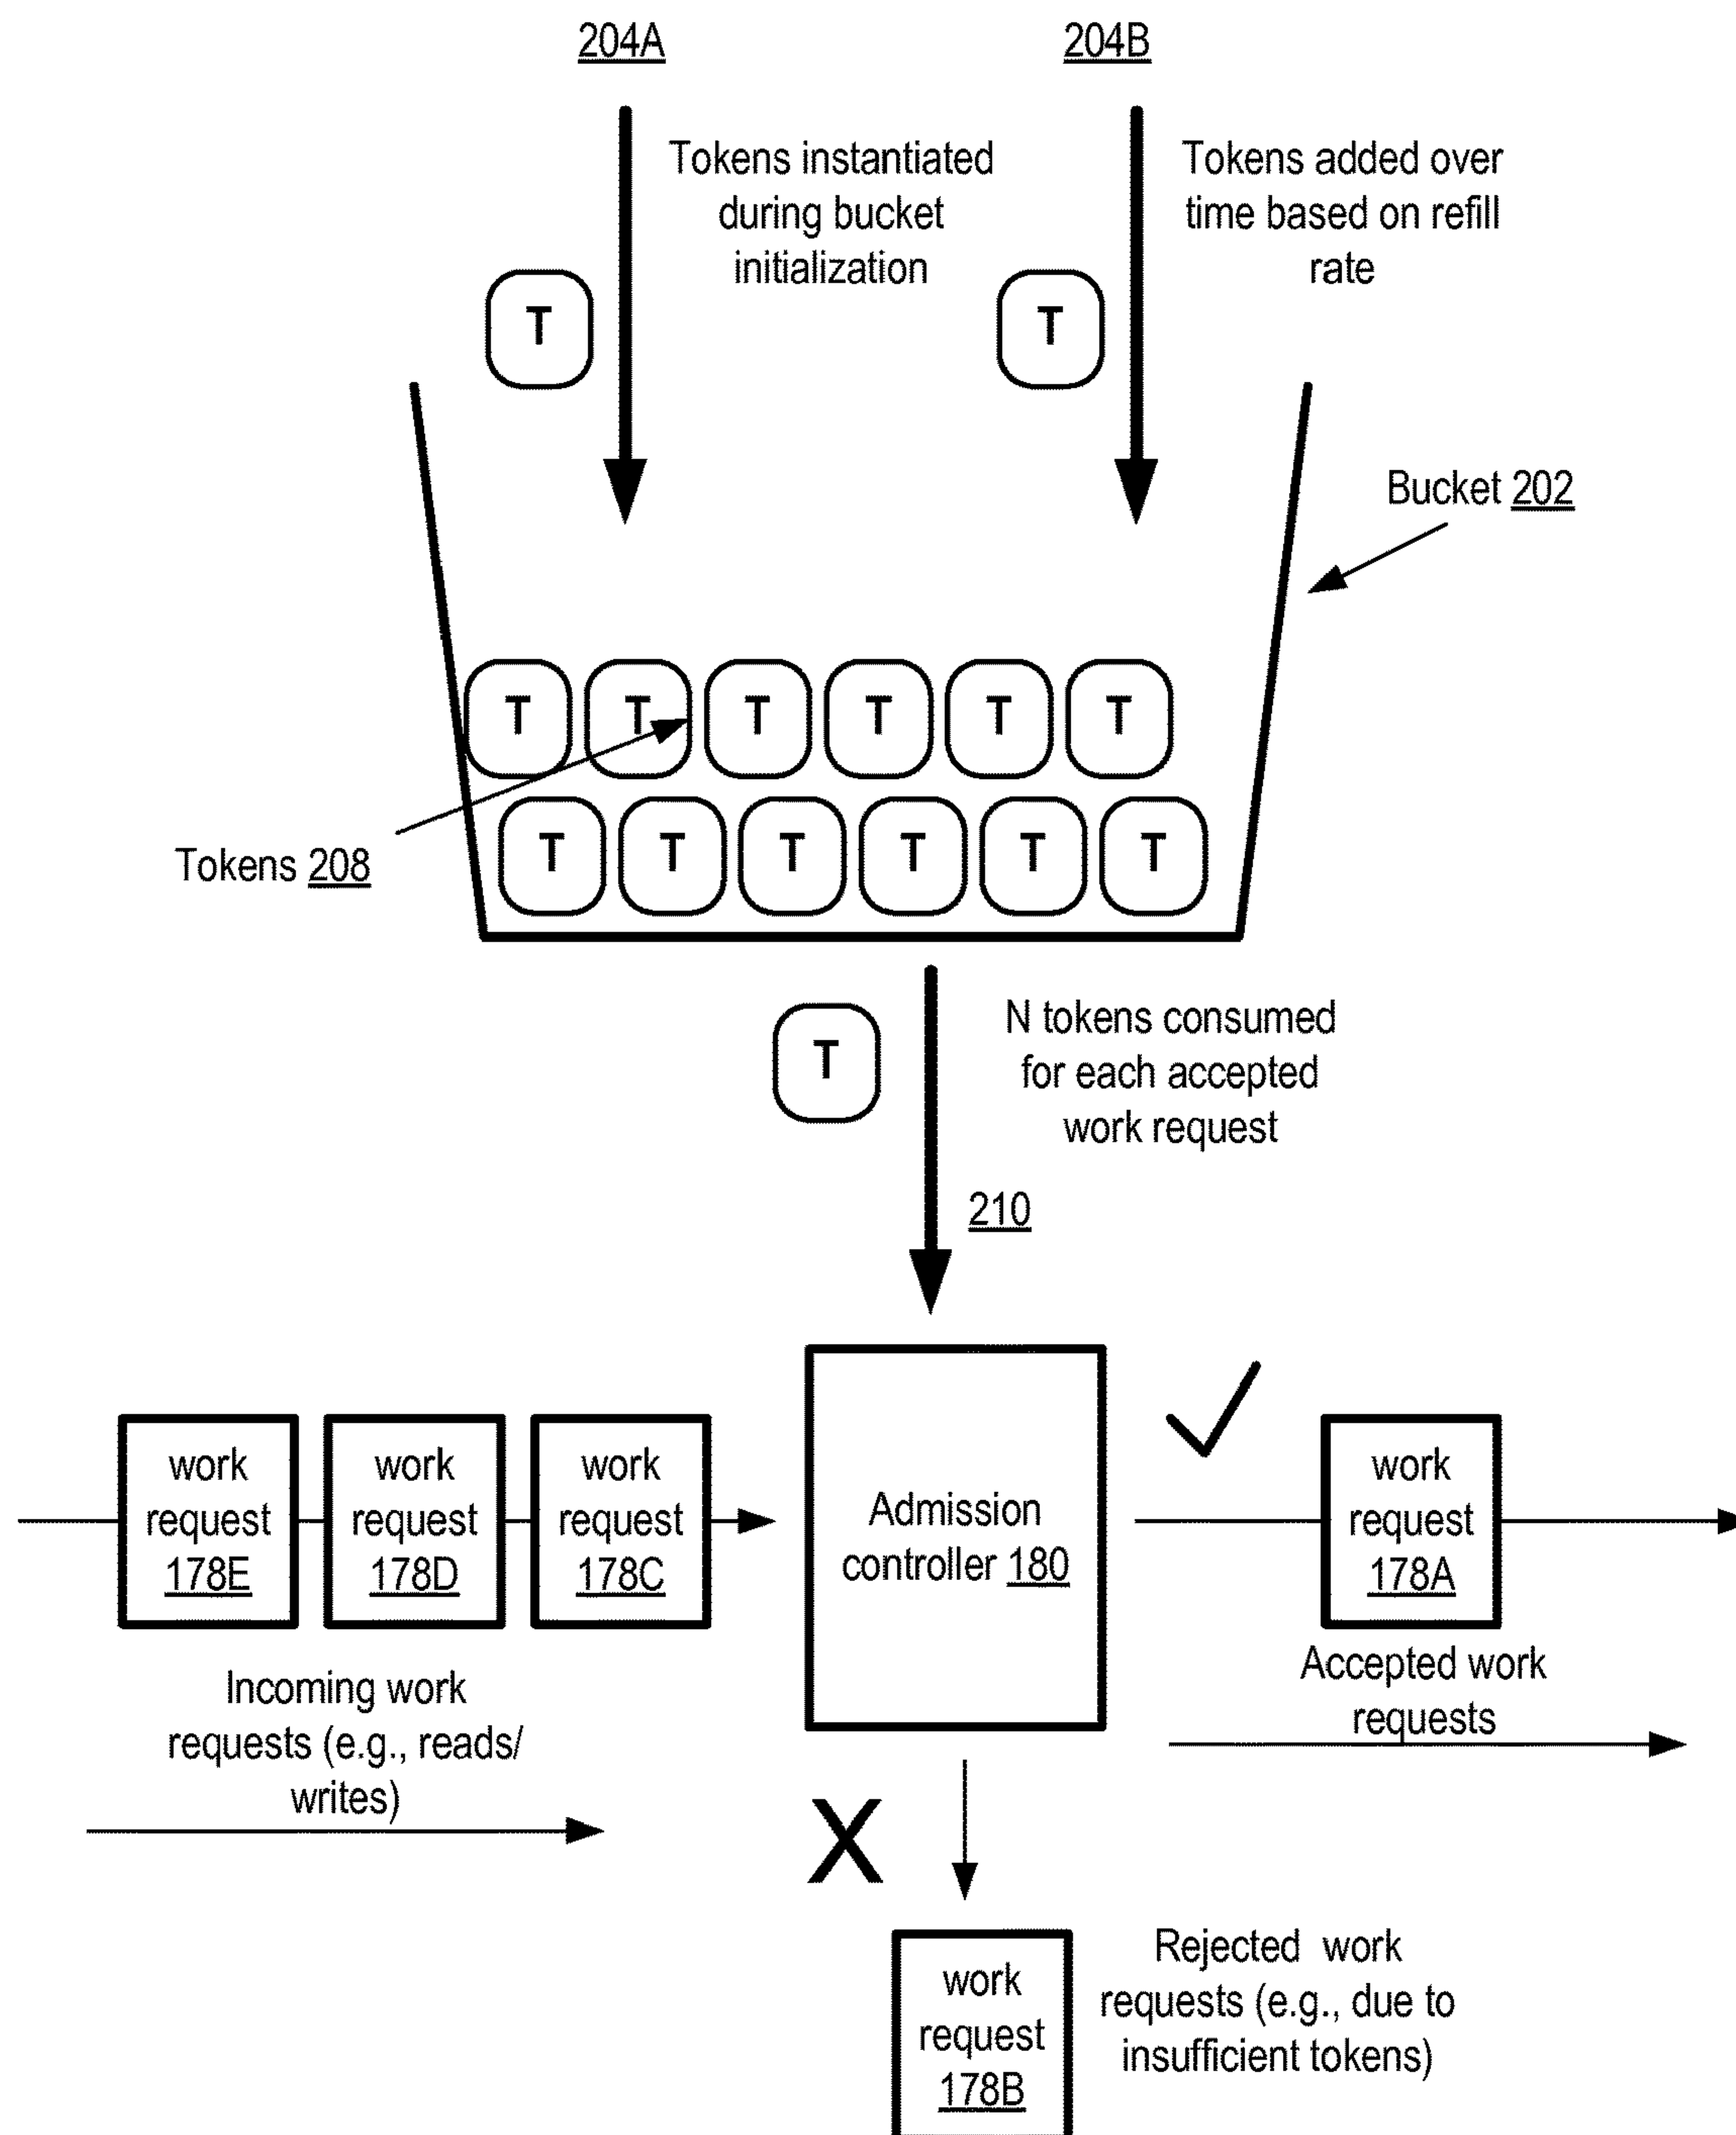 204A
204B
Tokens instantiated
during bucket
initialization
Tokens added over
time based on refill
rate
T
T
Bucket 202
T T T T T T
T T T T T T
Tokens 208
T
N tokens consumed
for each accepted
work request
210
work
request
178E
work
request
178D
work
request
178C
Admission
controller 180
work
request
178A
Incoming work
requests (e.g., reads/
writes)
Accepted work
requests
X
work
request
178B
Rejected work
requests (e.g., due to
insufficient tokens)